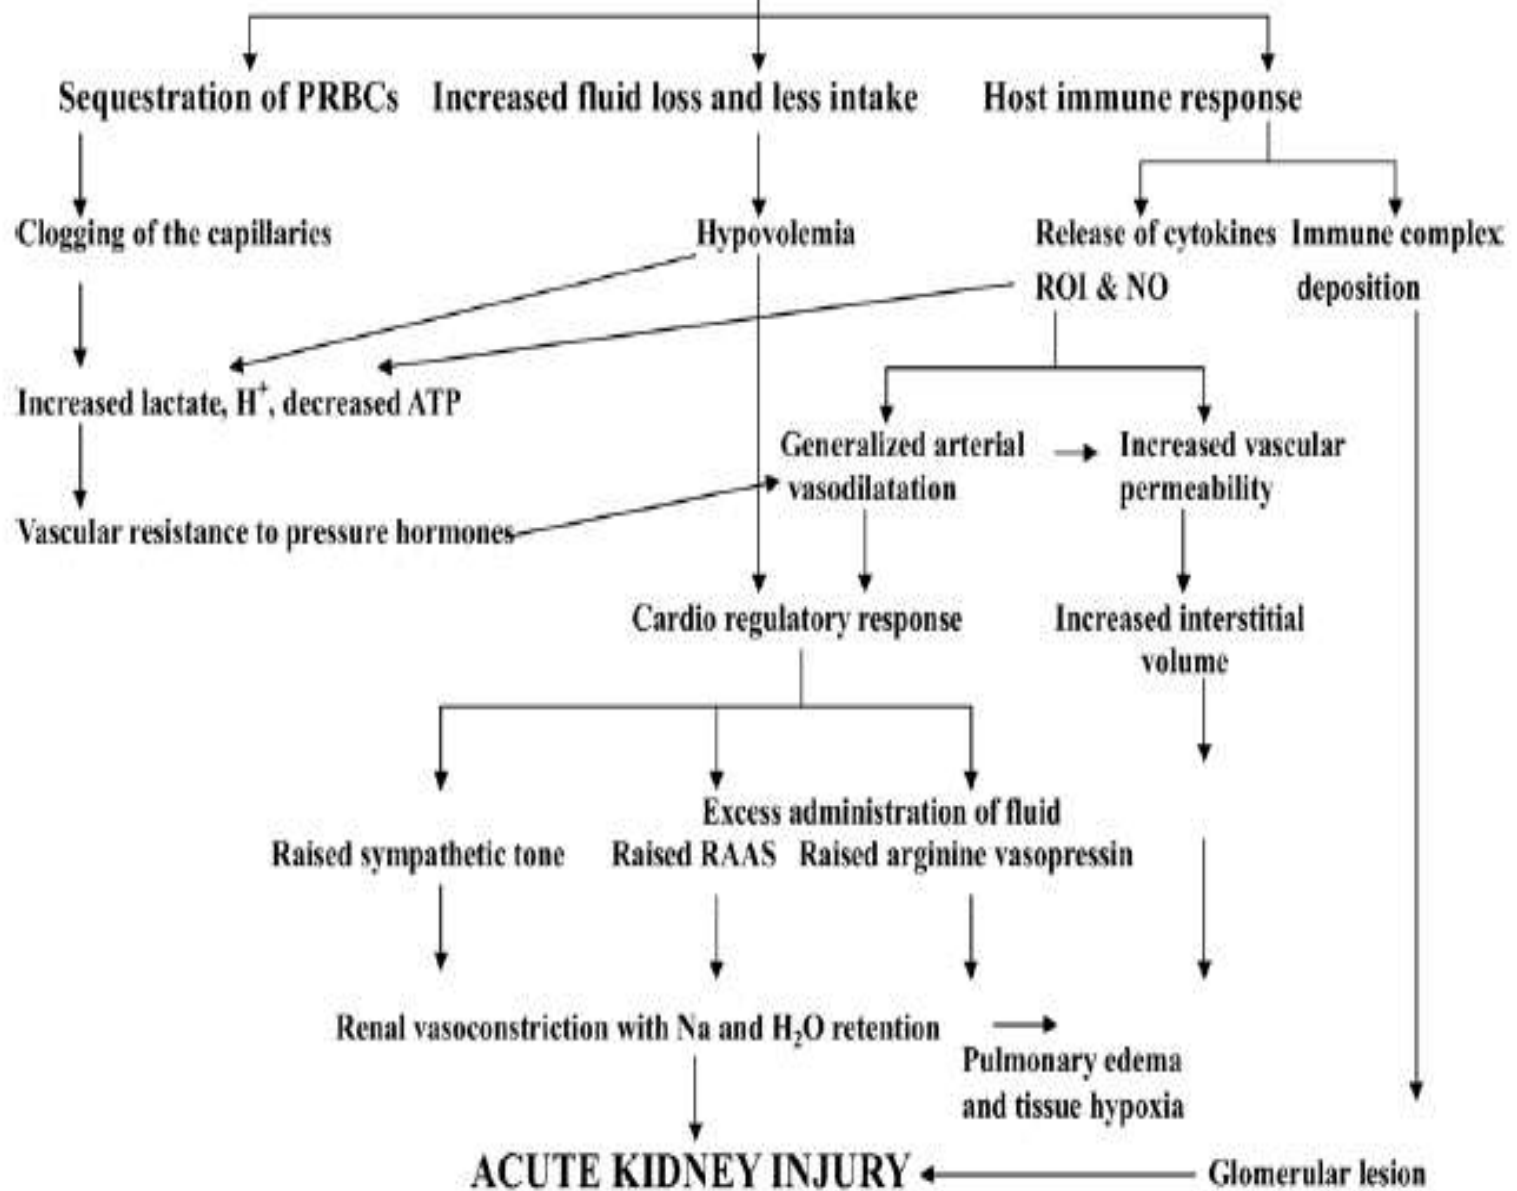 Sequestration of PRBCs
Increased fluid loss and less intake
Host immune response
Clogging of the capillaries
Hypovolemia
Release of cytokines
ROI & NO
Immune complex
deposition
Increased lactate, H⁺, decreased ATP
Generalized arterial
vasodilatation
Increased vascular
permeability
Vascular resistance to pressure hormones
Cardio regulatory response
Increased interstitial
volume
Excess administration of fluid
Raised sympathetic tone
Raised RAAS
Raised arginine vasopressin
Renal vasoconstriction with Na and H₂O retention
Pulmonary edema
and tissue hypoxia
ACUTE KIDNEY INJURY
Glomerular lesion